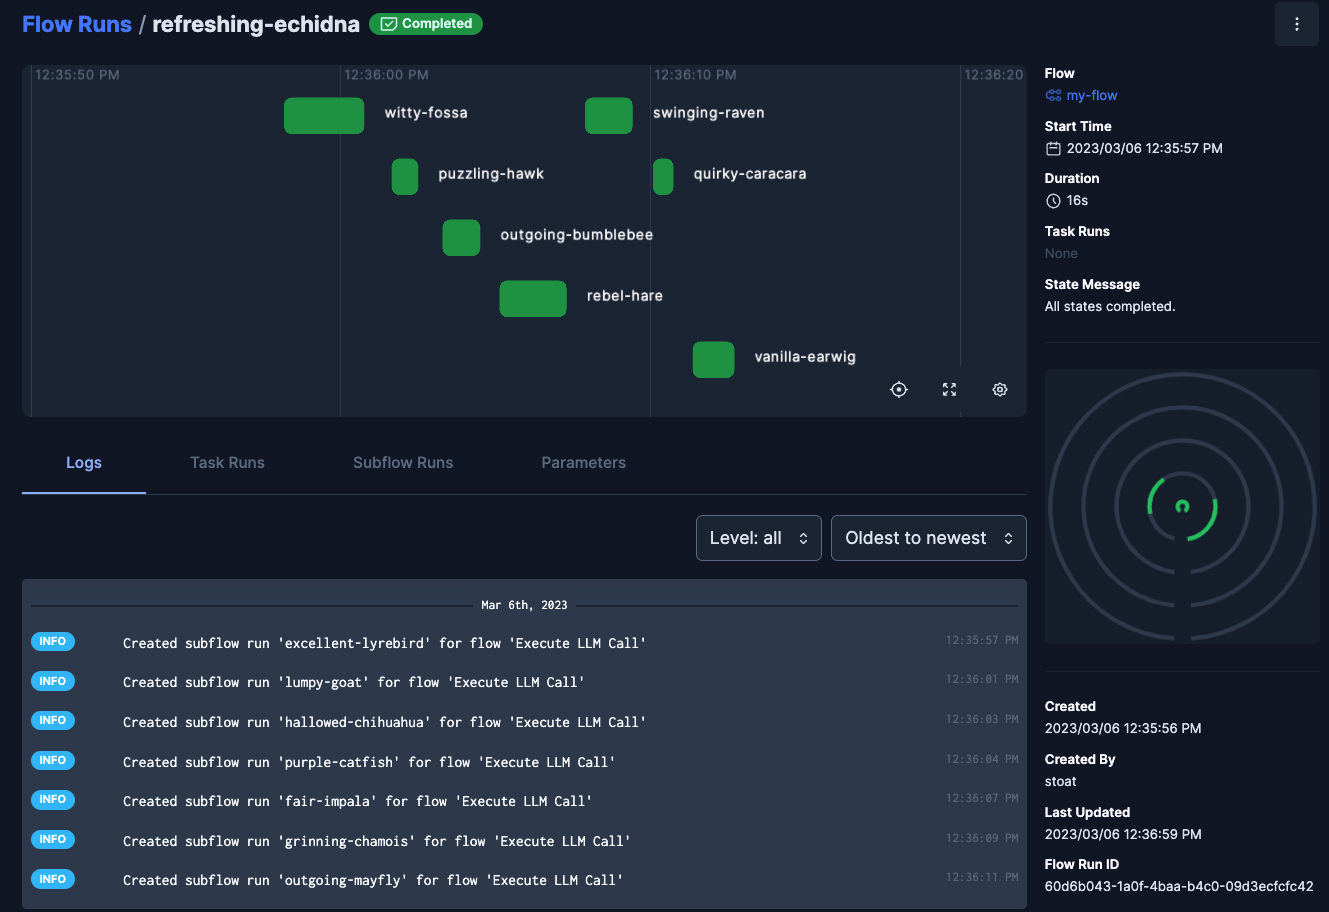 Flow Runs / refreshing-echidna Completed
12:35:50 PM 12:36:00 PM 12:36:10 PM 12:36:20
witty-fossa swinging-raven
puzzling-hawk quirky-caracara
outgoing-bumblebee
rebel-hare
vanilla-earwig
Flow
my-flow
Start Time
2023/03/06 12:35:57 PM
Duration
16s
Task Runs
None
State Message
All states completed.
Logs Task Runs Subflow Runs Parameters
Level: all Oldest to newest
Mar 6th, 2023
INFO Created subflow run 'excellent-lyrebird' for flow 'Execute LLM Call' 12:35:57 PM
INFO Created subflow run 'lumpy-goat' for flow 'Execute LLM Call' 12:36:01 PM
INFO Created subflow run 'hallowed-chihuahua' for flow 'Execute LLM Call' 12:36:03 PM
INFO Created subflow run 'purple-catfish' for flow 'Execute LLM Call' 12:36:04 PM
INFO Created subflow run 'fair-impala' for flow 'Execute LLM Call' 12:36:07 PM
INFO Created subflow run 'grinning-chamois' for flow 'Execute LLM Call' 12:36:09 PM
INFO Created subflow run 'outgoing-mayfly' for flow 'Execute LLM Call' 12:36:11 PM
Created
2023/03/06 12:35:56 PM
Created By
stoat
Last Updated
2023/03/06 12:36:59 PM
Flow Run ID
60d6b043-1a0f-4baa-b4c0-09d3ecfcfc42